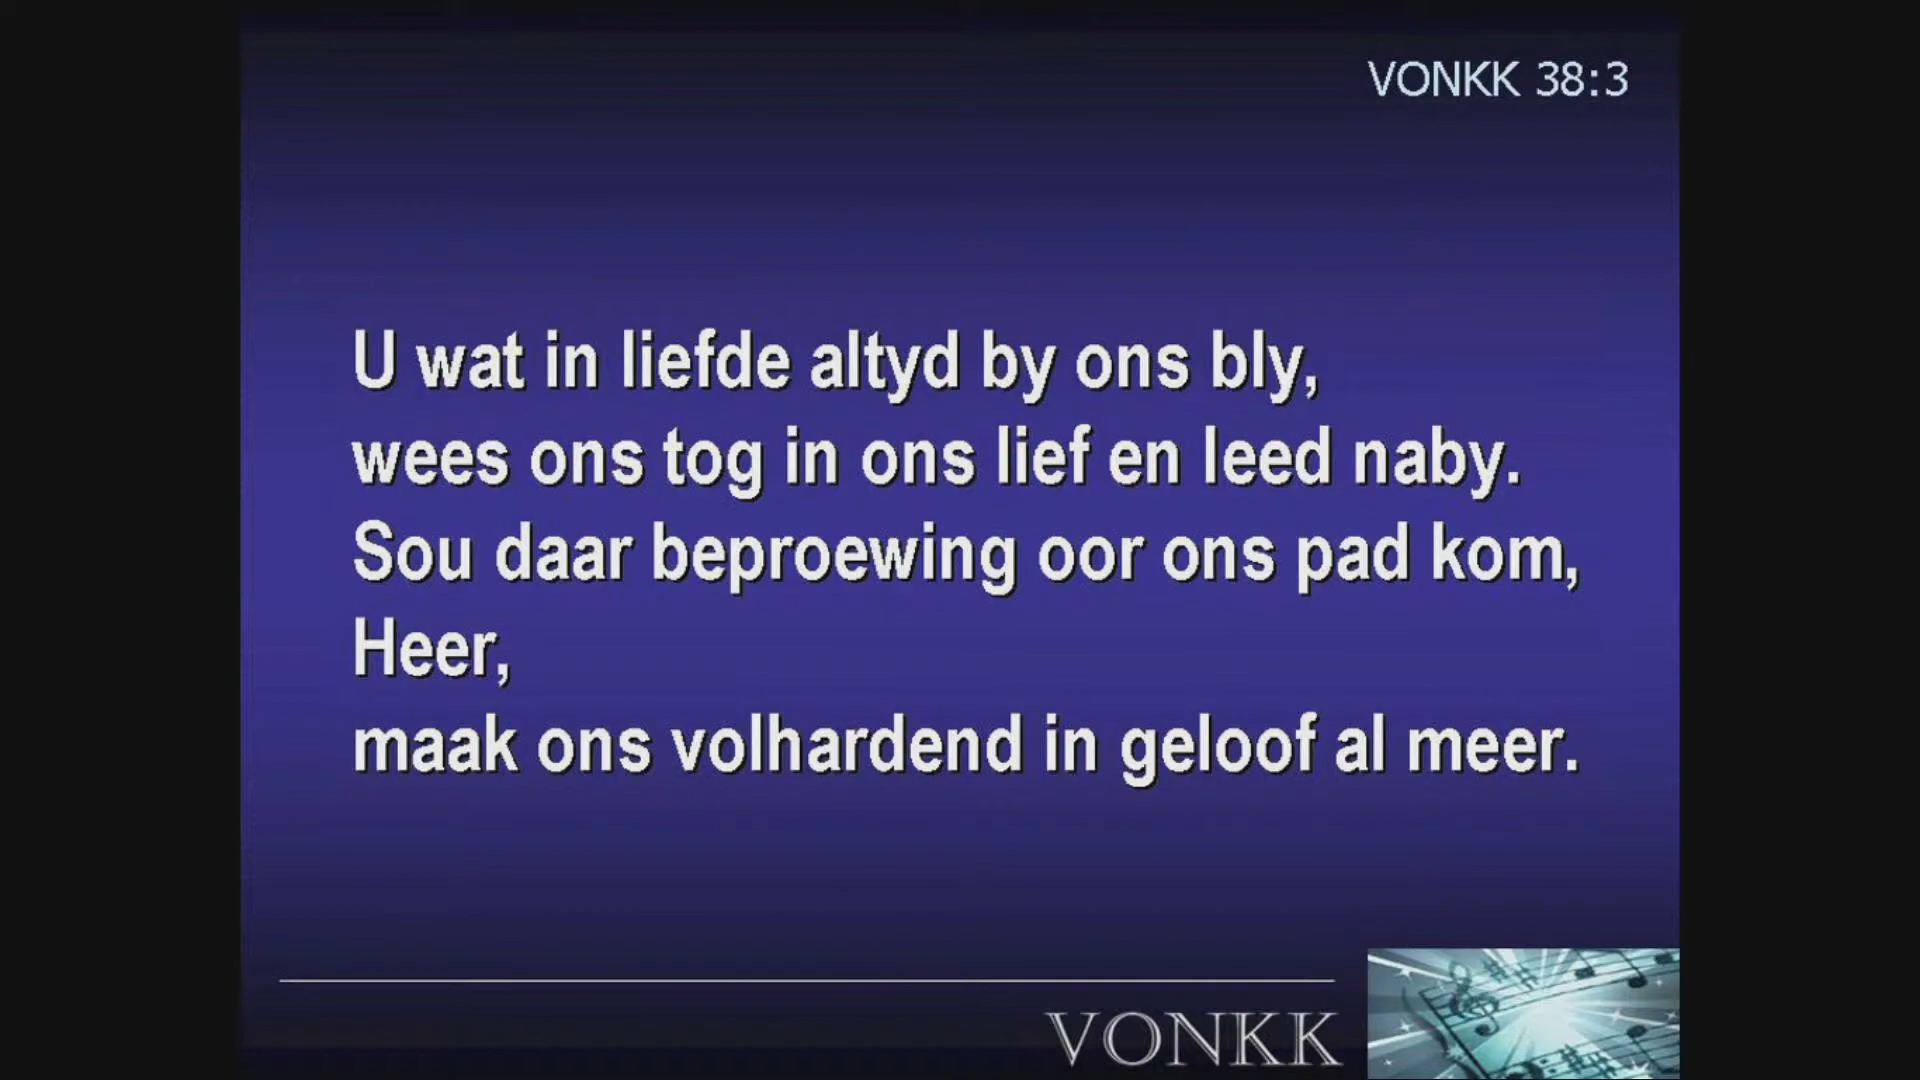 VONKK 38:3
U wat in liefde altyd by ons bly,
wees ons tog in ons lief en leed naby.
Sou daar beproewing oor ons pad kom,
Heer,
maak ons volhardend in geloof al meer.
VONKK